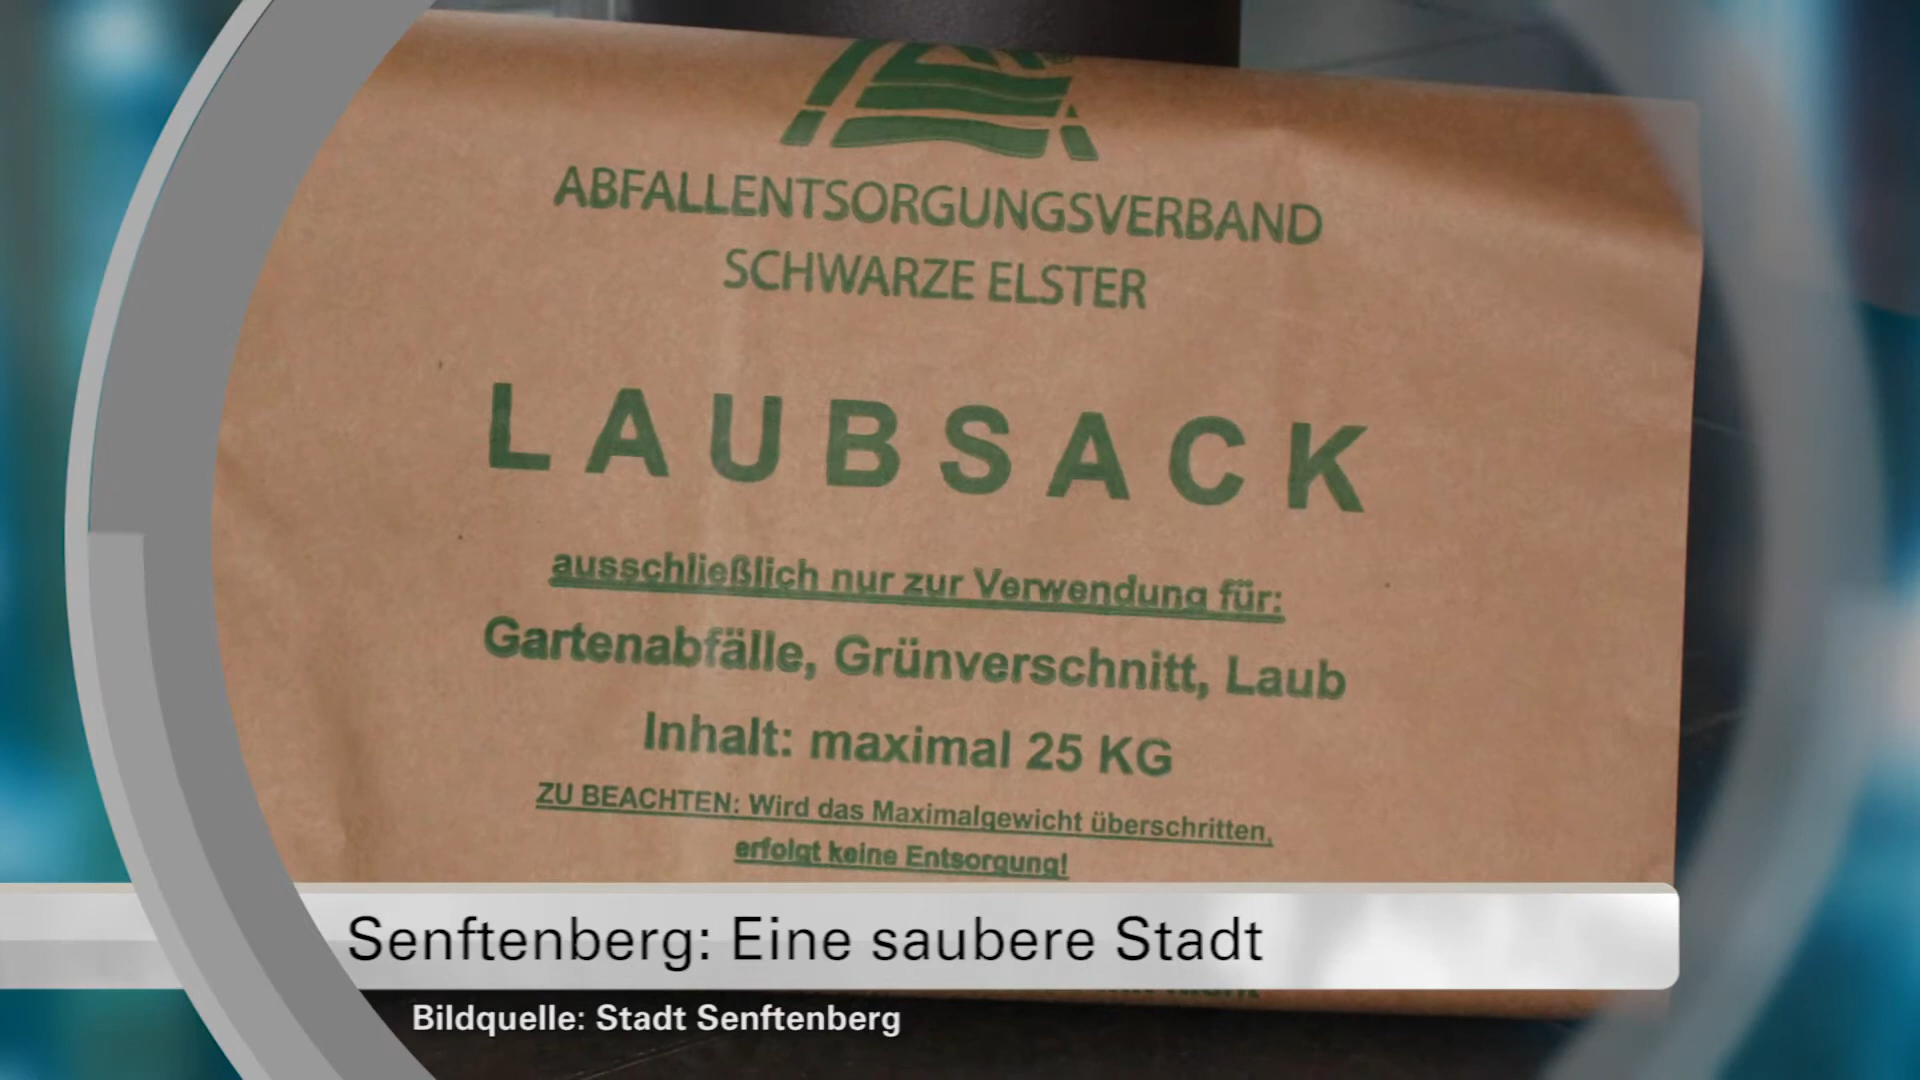 ABFALLENTSORGUNGSVERBAND
SCHWARZE ELSTER
LAUBSACK
ausschließlich nur zur Verwendung für:
Gartenabfälle, Grünverschnitt, Laub
Inhalt: maximal 25 KG
ZU BEACHTEN: Wird das Maximalgewicht überschritten,
erfolgt keine Entsorgung!
Senftenberg: Eine saubere Stadt
Bildquelle: Stadt Senftenberg